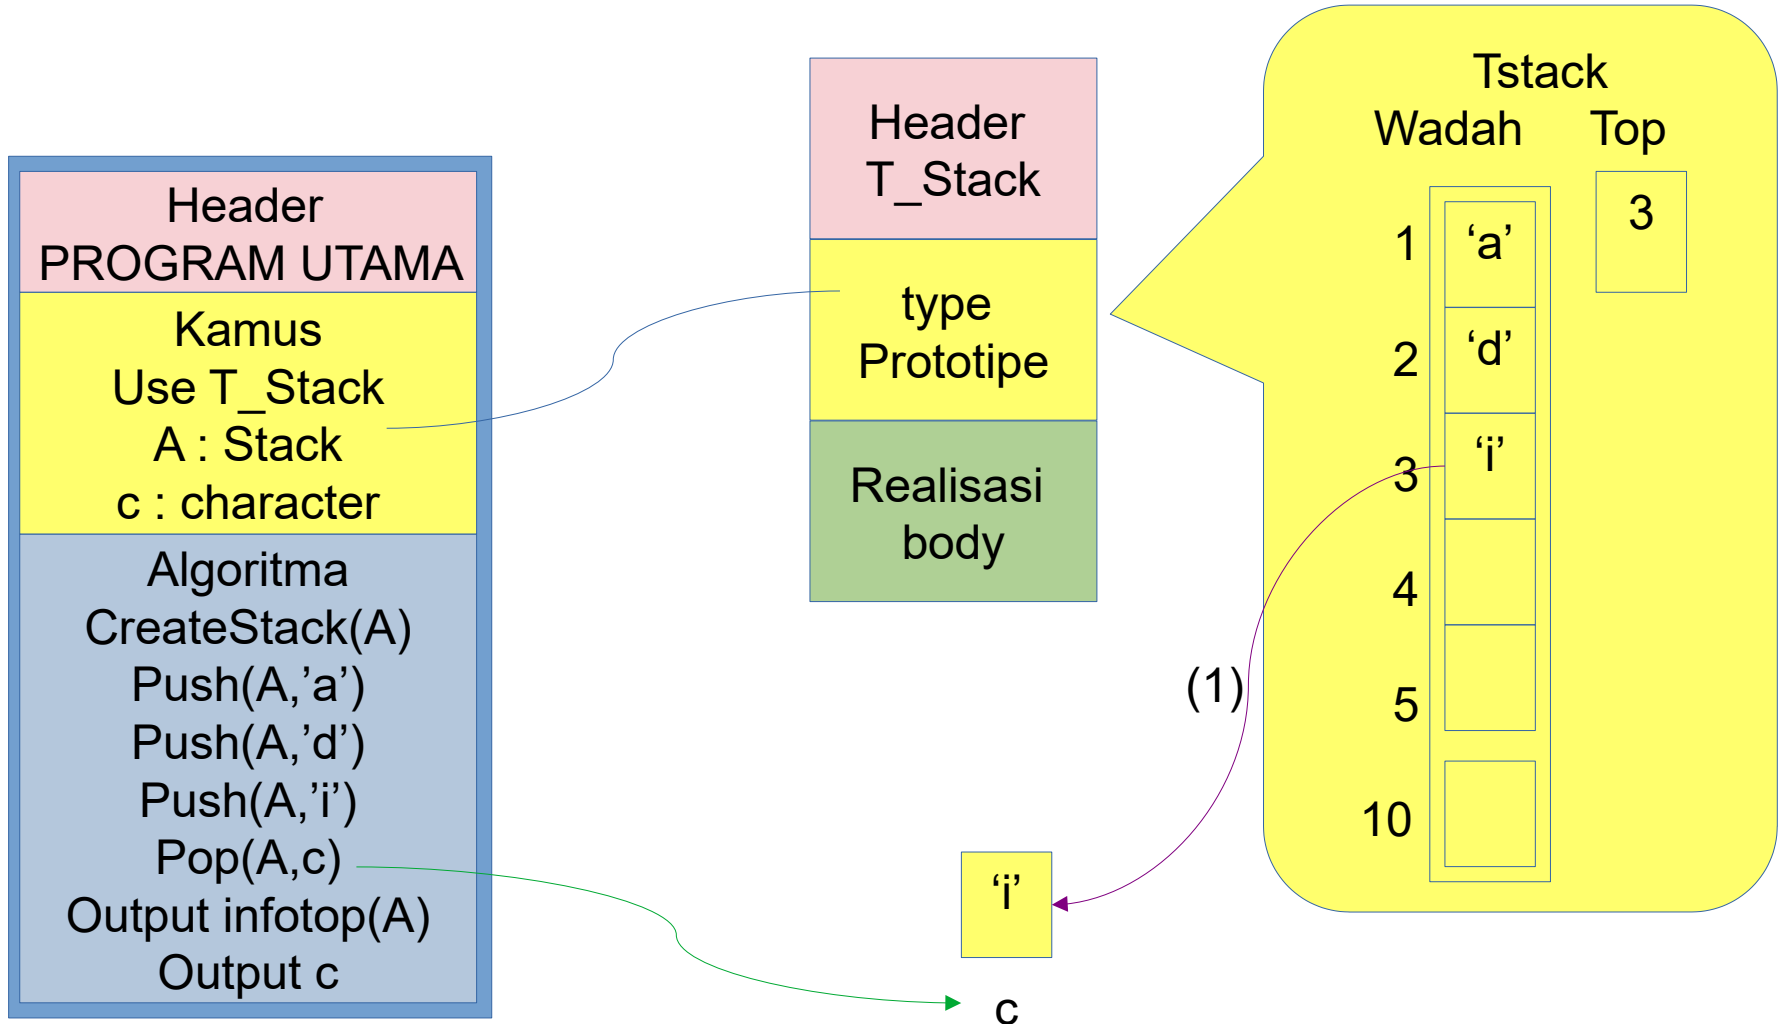 Header
PROGRAM UTAMA
Kamus
Use T_Stack
A : Stack
c : character
Algoritma
CreateStack(A)
Push(A,’a’)
Push(A,’d’)
Push(A,’i’)
Pop(A,c)
Output infotop(A)
Output c
Header
T_Stack
type
Prototipe
Realisasi
body
(1)
‘i’
c
Tstack
Wadah Top
1 ‘a’ 3
2 ‘d’
3 ‘i’
4
5
10